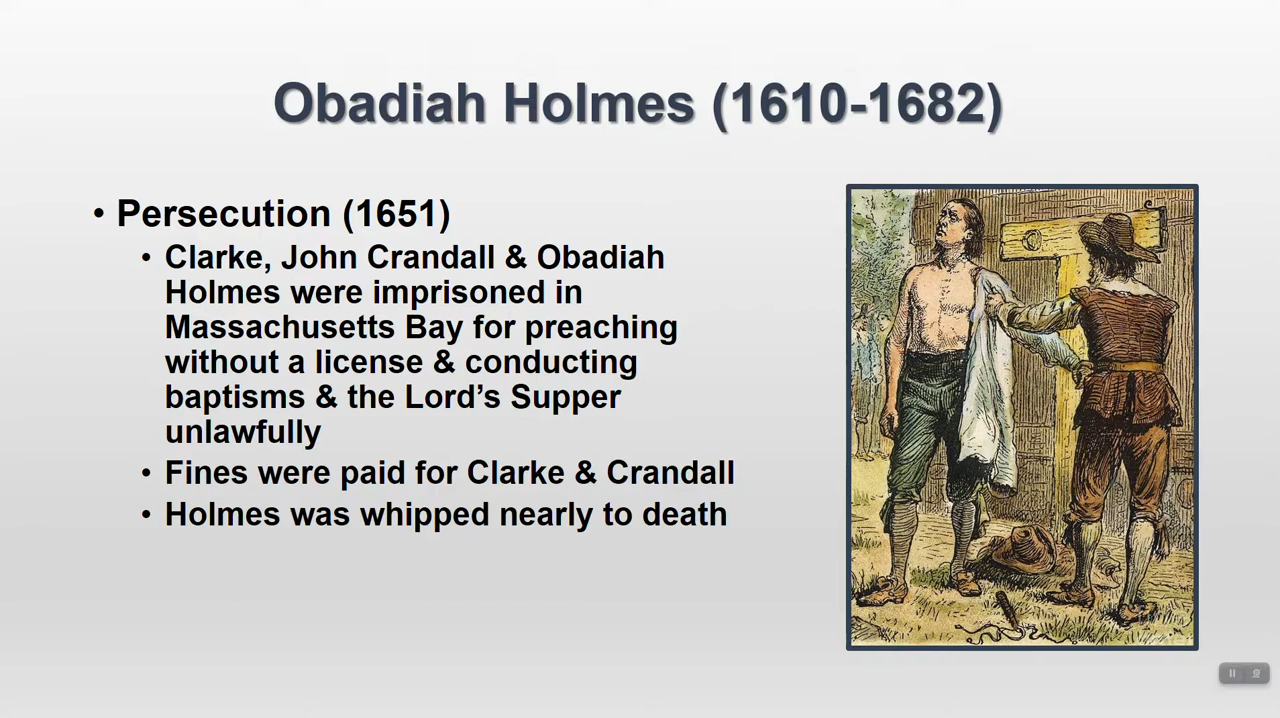 Obadiah Holmes (1610-1682)
• Persecution (1651)
• Clarke, John Crandall & Obadiah
Holmes were imprisoned in
Massachusetts Bay for preaching
without a license & conducting
baptisms & the Lord’s Supper
unlawfully
• Fines were paid for Clarke & Crandall
• Holmes was whipped nearly to death